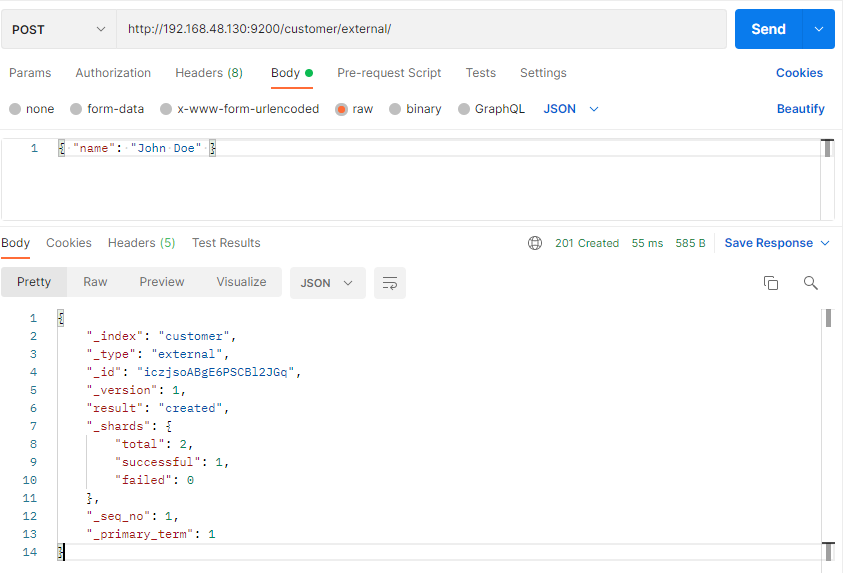 POST http://192.168.48.130:9200/customer/external/ Send
Params Authorization Headers (8) Body Pre-request Script Tests Settings Cookies
none form-data x-www-form-urlencoded raw binary GraphQL JSON Beautify
1 { "name": "John Doe" }
Body Cookies Headers (5) Test Results 201 Created 55 ms 585 B Save Response
Pretty Raw Preview Visualize JSON
1 {
2 "_index": "customer",
3 "_type": "external",
4 "_id": "iczjsoABgE6PSCBl2JGq",
5 "_version": 1,
6 "result": "created",
7 "_shards": {
8 "total": 2,
9 "successful": 1,
10 "failed": 0
11 },
12 "_seq_no": 1,
13 "_primary_term": 1
14 }